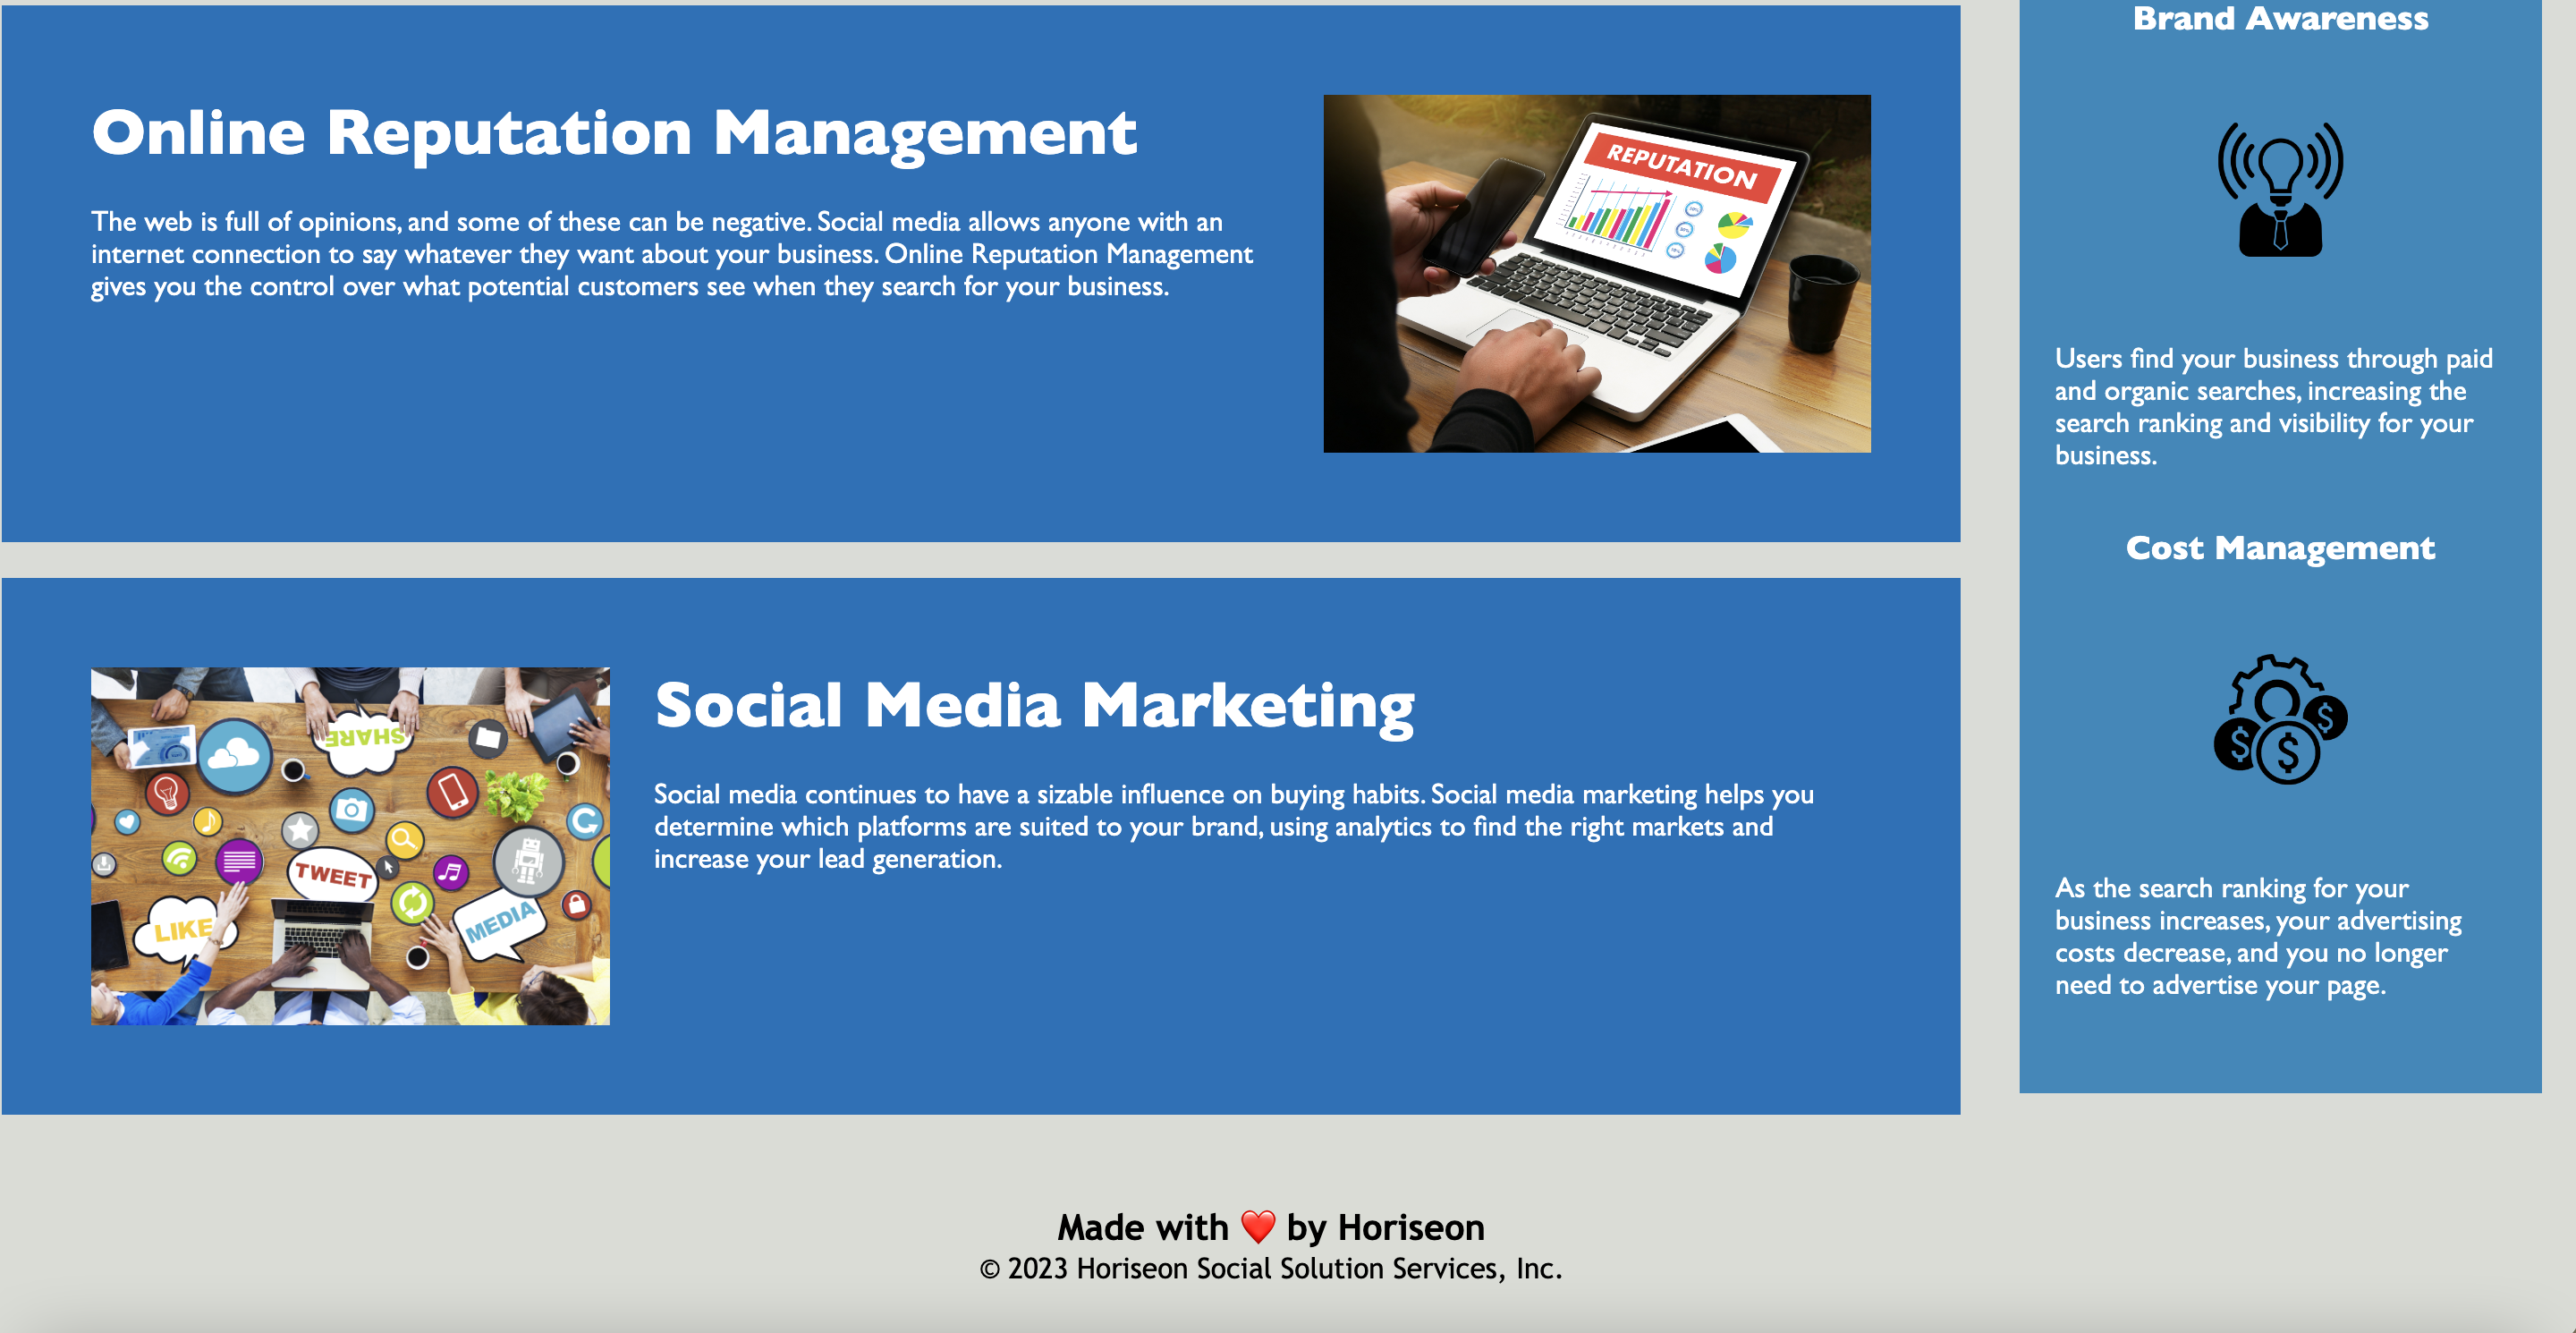 Online Reputation Management
The web is full of opinions, and some of these can be negative. Social media allows anyone with an
internet connection to say whatever they want about your business. Online Reputation Management
gives you the control over what potential customers see when they search for your business.
REPUTATION
Social Media Marketing
Social media continues to have a sizable influence on buying habits. Social media marketing helps you
determine which platforms are suited to your brand, using analytics to find the right markets and
increase your lead generation.
SHARE
TWEET
LIKE
MEDIA
Brand Awareness
Users find your business through paid
and organic searches, increasing the
search ranking and visibility for your
business.
Cost Management
$ $ $
As the search ranking for your
business increases, your advertising
costs decrease, and you no longer
need to advertise your page.
Made with ❤️ by Horiseon
© 2023 Horiseon Social Solution Services, Inc.